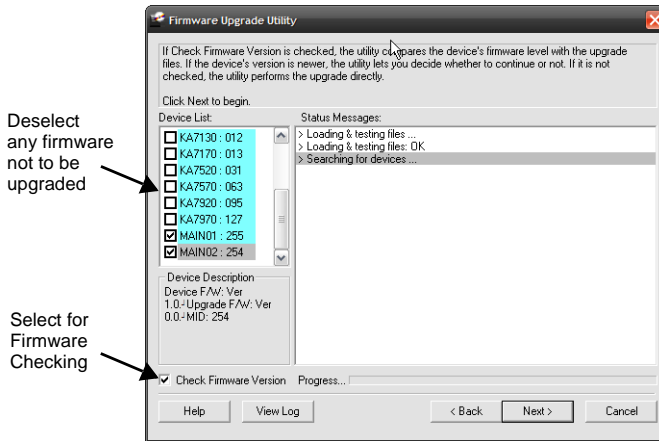 Firmware Upgrade Utility
If Check Firmware Version is checked, the utility compares the device's firmware level with the upgrade
files. If the device's version is newer, the utility lets you decide whether to continue or not. If it is not
checked, the utility performs the upgrade directly.
Click Next to begin.
Device List:
Status Messages:
Deselect
any firmware
not to be
upgraded
KA7130 : 012
KA7170 : 013
KA7520 : 031
KA7570 : 063
KA7920 : 095
KA7970 : 127
MAIN01 : 255
MAIN02 : 254
> Loading & testing files ...
> Loading & testing files: OK
> Searching for devices ...
Device Description
Device F/W: Ver
1.0.┘Upgrade F/W: Ver
0.0.┘MID: 254
Select for
Firmware
Checking
Check Firmware Version
Progress...
Help
View Log
< Back
Next >
Cancel